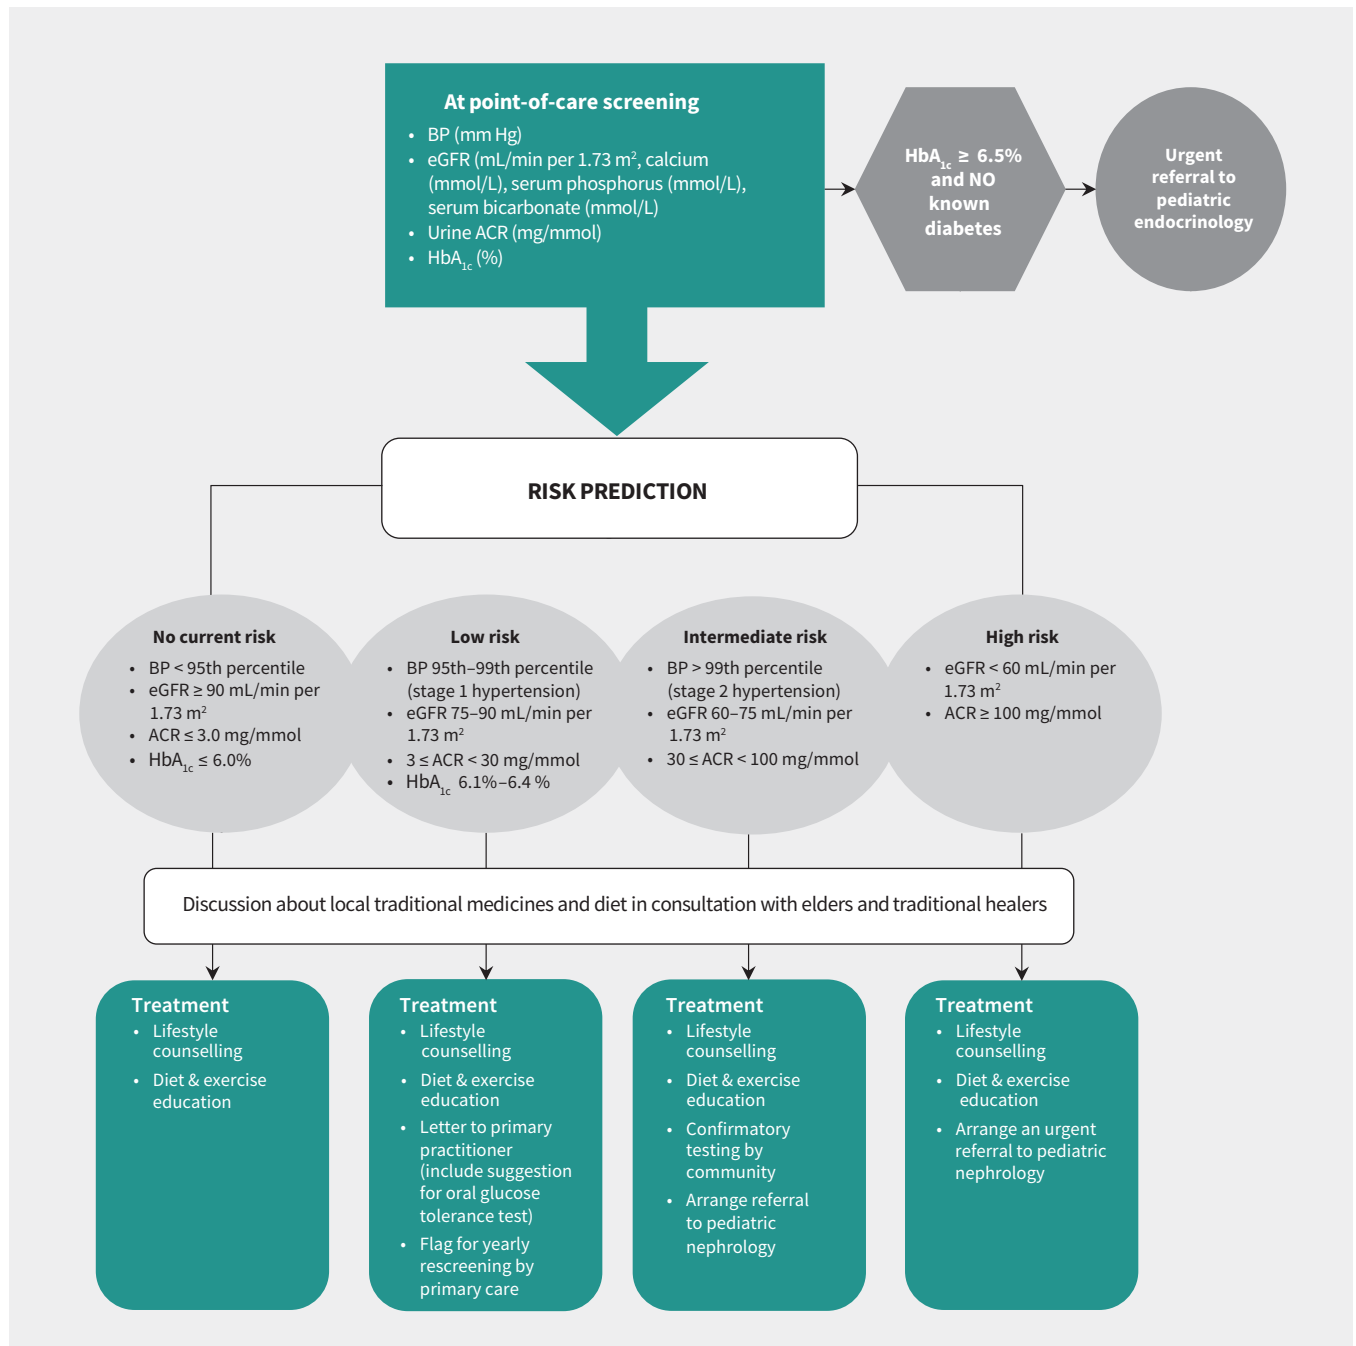 At point-of-care screening
• BP (mm Hg)
• eGFR (mL/min per 1.73 m², calcium
(mmol/L), serum phosphorus (mmol/L),
serum bicarbonate (mmol/L)
• Urine ACR (mg/mmol)
• HbA1c (%)
HbA1c ≥ 6.5%
and NO
known
diabetes
Urgent
referral to
pediatric
endocrinology
RISK PREDICTION
No current risk
• BP < 95th percentile
• eGFR ≥ 90 mL/min per
1.73 m²
• ACR ≤ 3.0 mg/mmol
• HbA1c ≤ 6.0%
Low risk
• BP 95th–99th percentile
(stage 1 hypertension)
• eGFR 75–90 mL/min per
1.73 m²
• 3 ≤ ACR < 30 mg/mmol
• HbA1c 6.1%–6.4 %
Intermediate risk
• BP > 99th percentile
(stage 2 hypertension)
• eGFR 60–75 mL/min per
1.73 m²
• 30 ≤ ACR < 100 mg/mmol
High risk
• eGFR < 60 mL/min per
1.73 m²
• ACR ≥ 100 mg/mmol
Discussion about local traditional medicines and diet in consultation with elders and traditional healers
Treatment
• Lifestyle
counselling
• Diet & exercise
education
Treatment
• Lifestyle
counselling
• Diet & exercise
education
• Letter to primary
practitioner
(include suggestion
for oral glucose
tolerance test)
• Flag for yearly
rescreening by
primary care
Treatment
• Lifestyle
counselling
• Diet & exercise
education
• Confirmatory
testing by
community
• Arrange referral
to pediatric
nephrology
Treatment
• Lifestyle
counselling
• Diet & exercise
education
• Arrange an urgent
referral to pediatric
nephrology